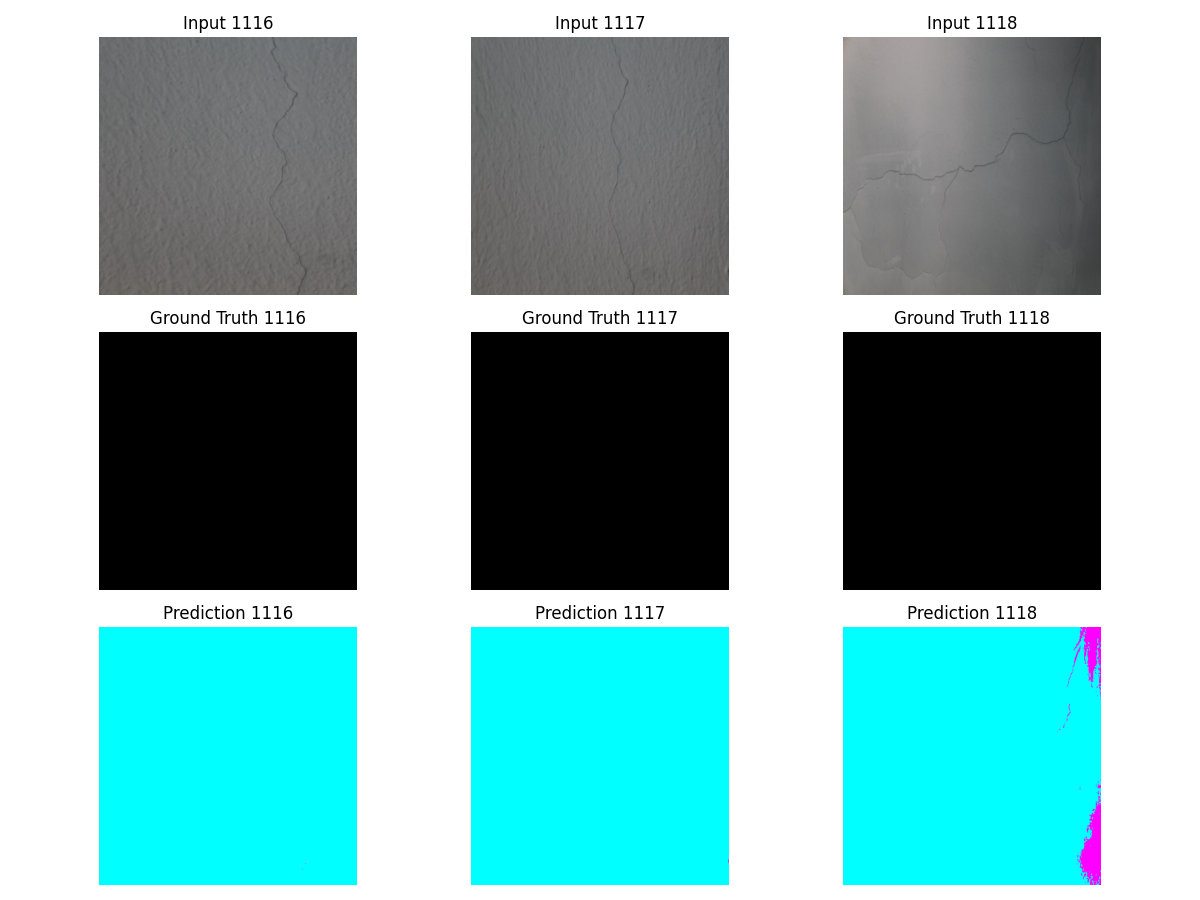 Input 1116
Input 1117
Input 1118
Ground Truth 1116
Ground Truth 1117
Ground Truth 1118
Prediction 1116
Prediction 1117
Prediction 1118